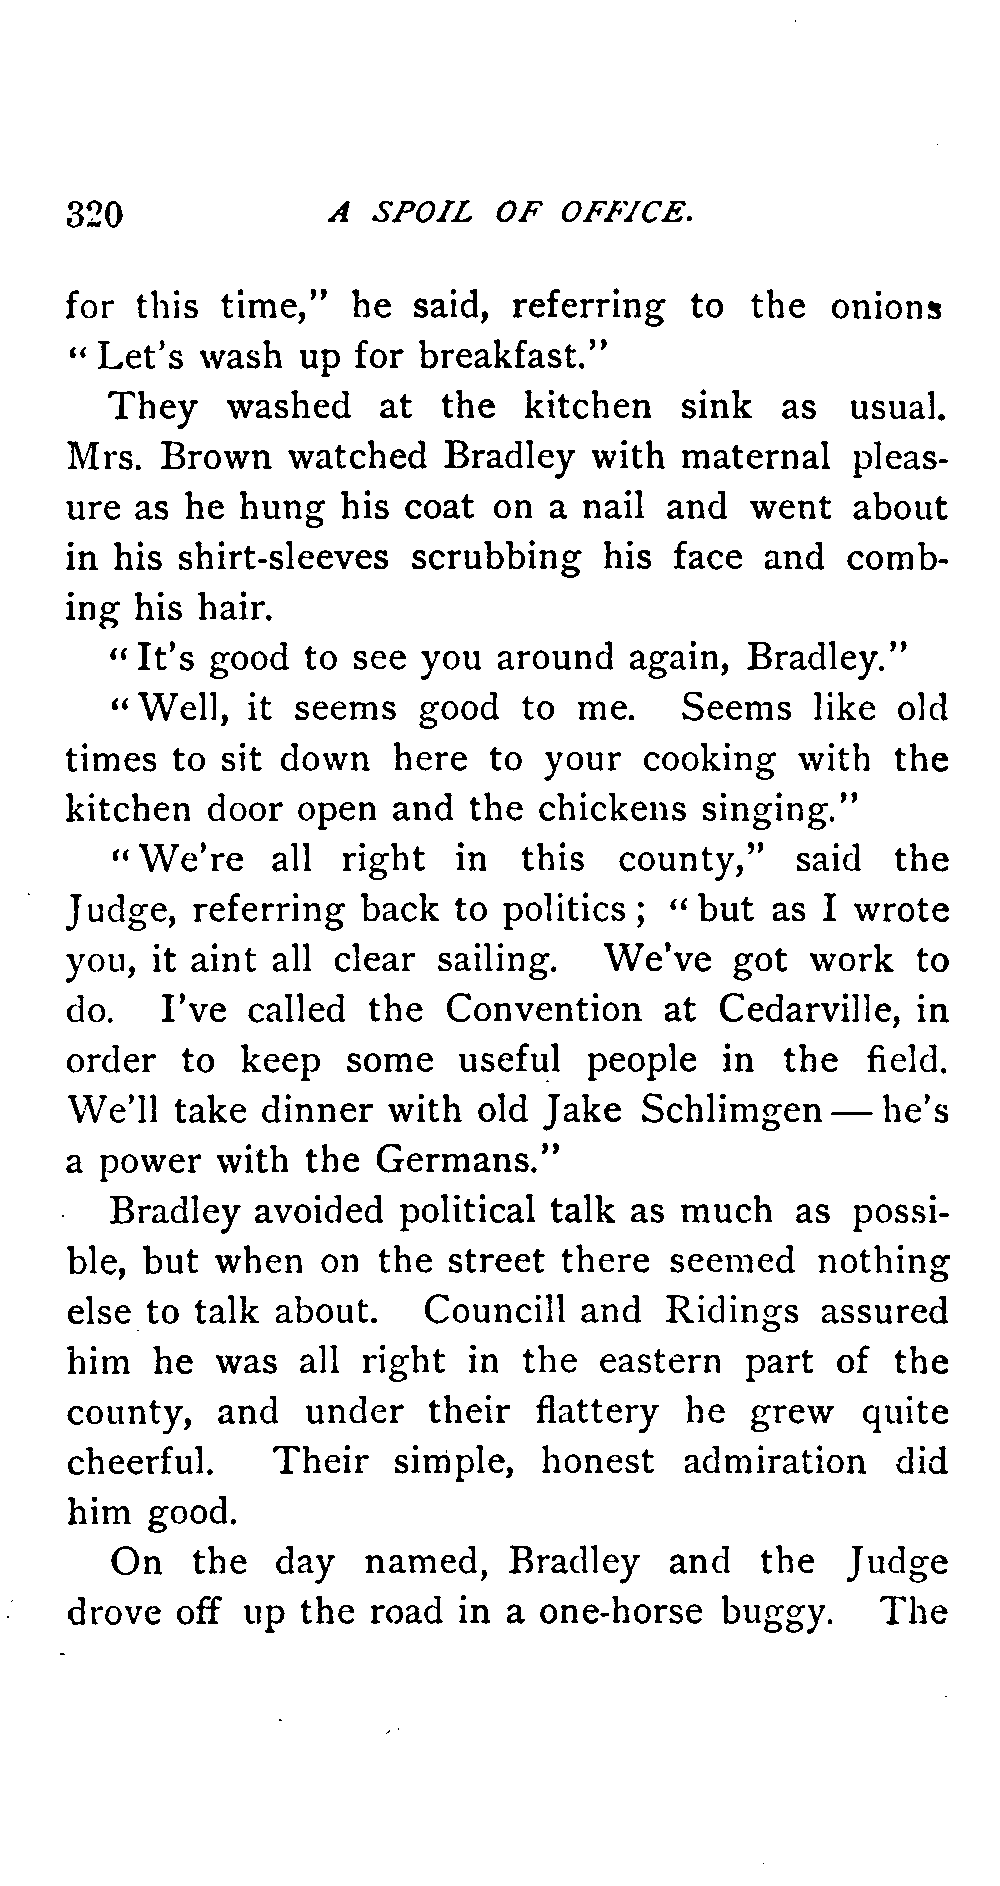 320 A SPOIL OF OFFICE.
for this time," he said, referring to the onions
"Let's wash up for breakfast."
They washed at the kitchen sink as usual.
Mrs. Brown watched Bradley with maternal pleas-
ure as he hung his coat on a nail and went about
in his shirt-sleeves scrubbing his face and comb-
ing his hair.
"It's good to see you around again, Bradley."
"Well, it seems good to me. Seems like old
times to sit down here to your cooking with the
kitchen door open and the chickens singing."
"We're all right in this county," said the
Judge, referring back to politics; "but as I wrote
you, it aint all clear sailing. We've got work to
do. I've called the Convention at Cedarville, in
order to keep some useful people in the field.
We'll take dinner with old Jake Schlimgen — he's
a power with the Germans."
Bradley avoided political talk as much as possi-
ble, but when on the street there seemed nothing
else to talk about. Councill and Ridings assured
him he was all right in the eastern part of the
county, and under their flattery he grew quite
cheerful. Their simple, honest admiration did
him good.
On the day named, Bradley and the Judge
drove off up the road in a one-horse buggy. The